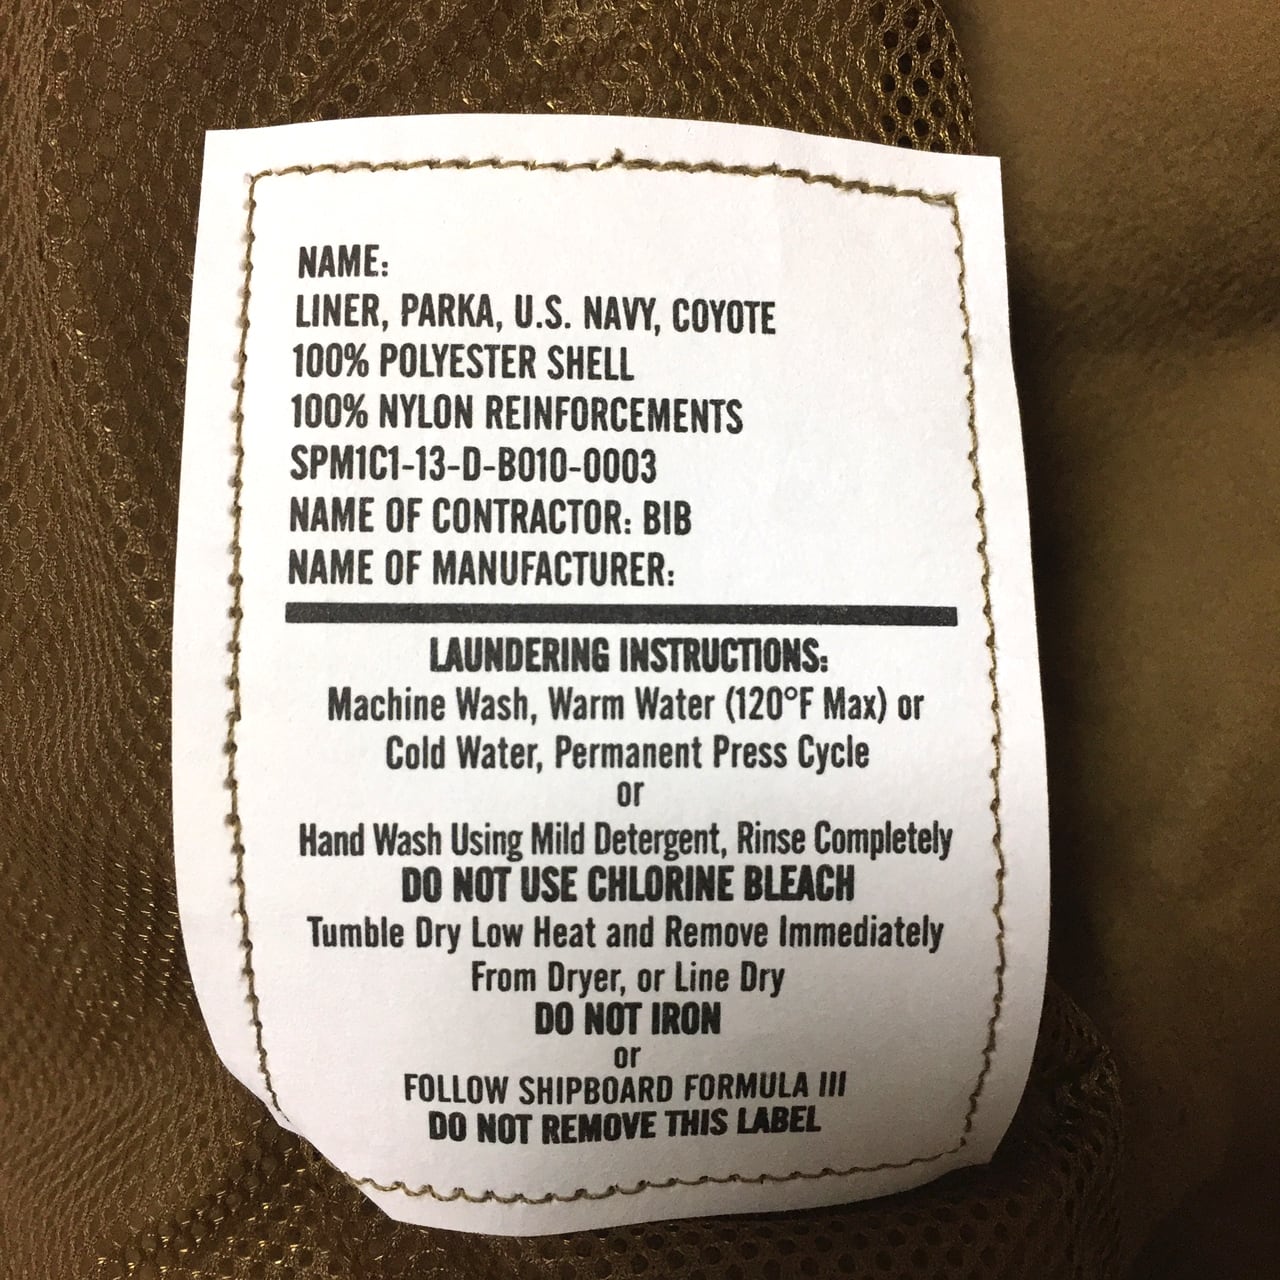 NAME:
LINER, PARKA, U.S. NAVY, COYOTE
100% POLYESTER SHELL
100% NYLON REINFORCEMENTS
SPM1C1-13-D-B010-0003
NAME OF CONTRACTOR: BIB
NAME OF MANUFACTURER:
LAUNDERING INSTRUCTIONS:
Machine Wash, Warm Water (120°F Max) or
Cold Water, Permanent Press Cycle
or
Hand Wash Using Mild Detergent, Rinse Completely
DO NOT USE CHLORINE BLEACH
Tumble Dry Low Heat and Remove Immediately
From Dryer, or Line Dry
DO NOT IRON
or
FOLLOW SHIPBOARD FORMULA III
DO NOT REMOVE THIS LABEL